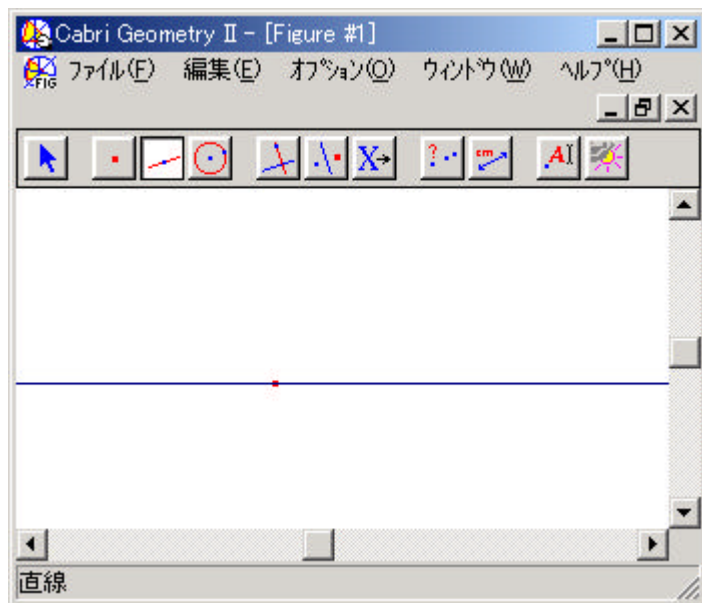 Cabri Geometry II - [Figure #1]
FIG ファイル(F) 編集(E) オプション(O) ウィンドウ(W) ヘルプ(H)
X ? cm A
直線